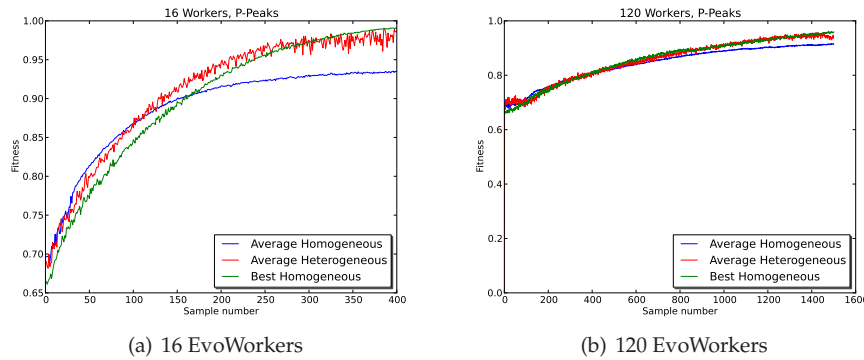 16 Workers, P-Peaks
1.00
0.95
0.90
0.85
0.80
0.75
0.70
0.65
Fitness
0
50
100
150
200
250
300
350
400
Sample number
Average Homogeneous
Average Heterogeneous
Best Homogeneous
(a) 16 EvoWorkers
120 Workers, P-Peaks
1.0
0.8
0.6
0.4
0.2
0.0
Fitness
0
200
400
600
800
1000
1200
1400
1600
Sample number
Average Homogeneous
Average Heterogeneous
Best Homogeneous
(b) 120 EvoWorkers